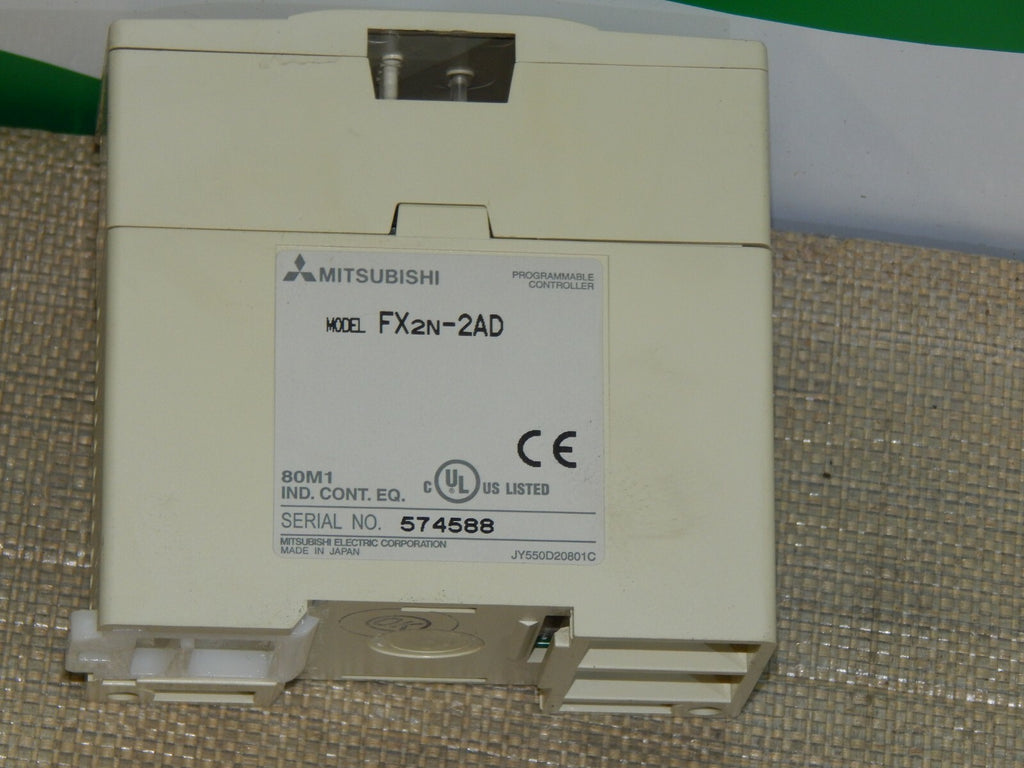 MITSUBISHI
PROGRAMMABLE
CONTROLLER
MODEL FX2N-2AD
CE
80M1
IND. CONT. EQ.
C UL US LISTED
SERIAL NO. 574588
MITSUBISHI ELECTRIC CORPORATION
MADE IN JAPAN
JY550D20801C